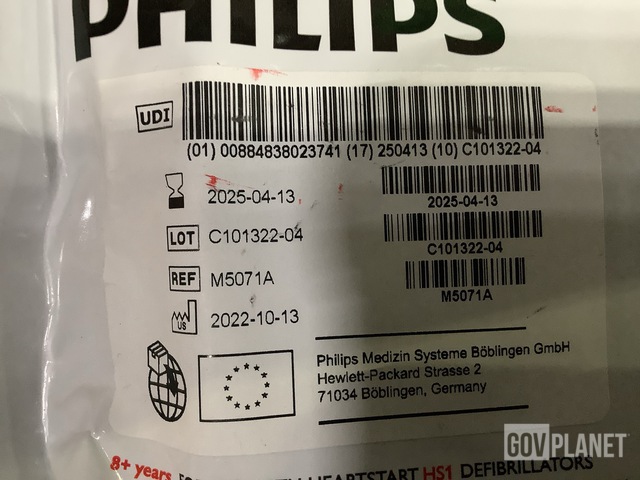 PHILIPS
UDI
(01) 00884838023741 (17) 250413 (10) C101322-04
2025-04-13
2025-04-13
LOT C101322-04
C101322-04
REF M5071A
M5071A
US 2022-10-13
Philips Medizin Systeme Böblingen GmbH
Hewlett-Packard Strasse 2
71034 Böblingen, Germany
8+ years HEARTSTART HS1 DEFIBRILLATORS
GOVPLANET